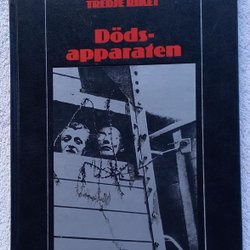 TREDJE RIKET
Döds-
apparaten